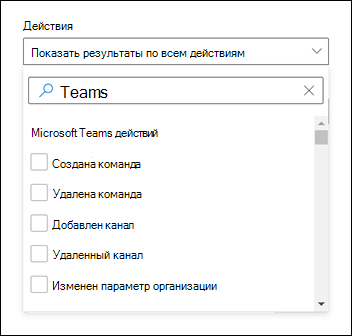 Действия
Показать результаты по всем действиям
Teams
Microsoft Teams действий
Создана команда
Удалена команда
Добавлен канал
Удаленный канал
Изменен параметр организации